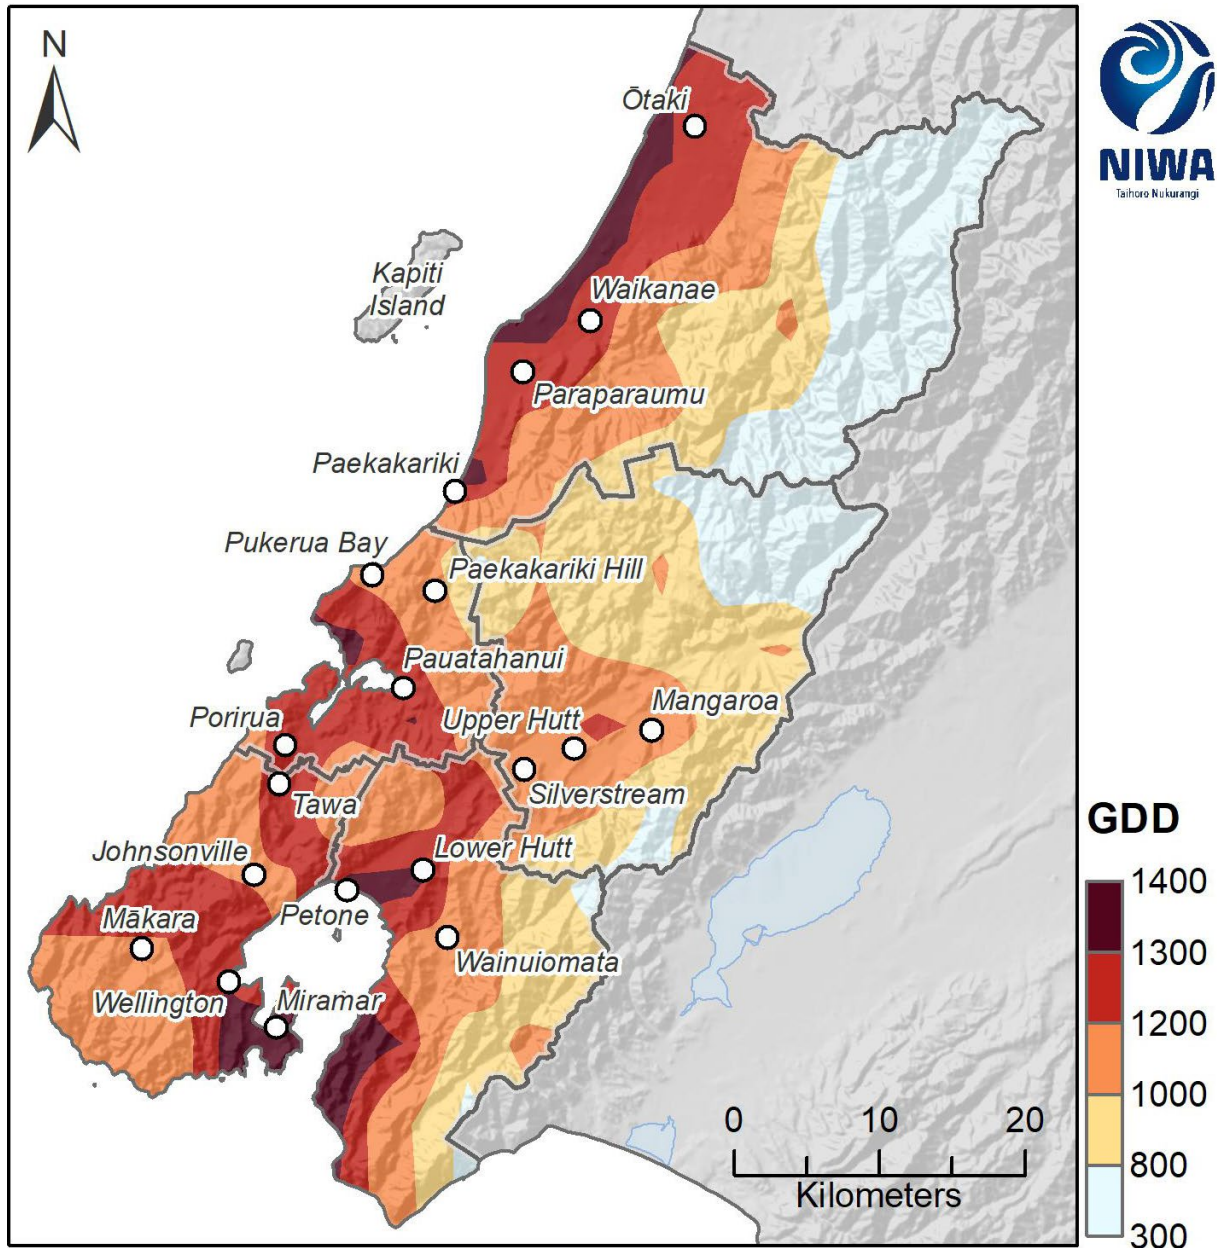 N
Ōtaki
NIWA
Taihoro Nukurangi
Kapiti
Island
Waikanae
Paraparaumu
Paekakariki
Pukerua Bay
Paekakariki Hill
Pauatahanui
Porirua
Upper Hutt
Mangaroa
Tawa
Silverstream
Johnsonville
Lower Hutt
Petone
Mākara
Wainuiomata
Wellington
Miramar
GDD
1400
1300
1200
1000
800
300
0 10 20
Kilometers